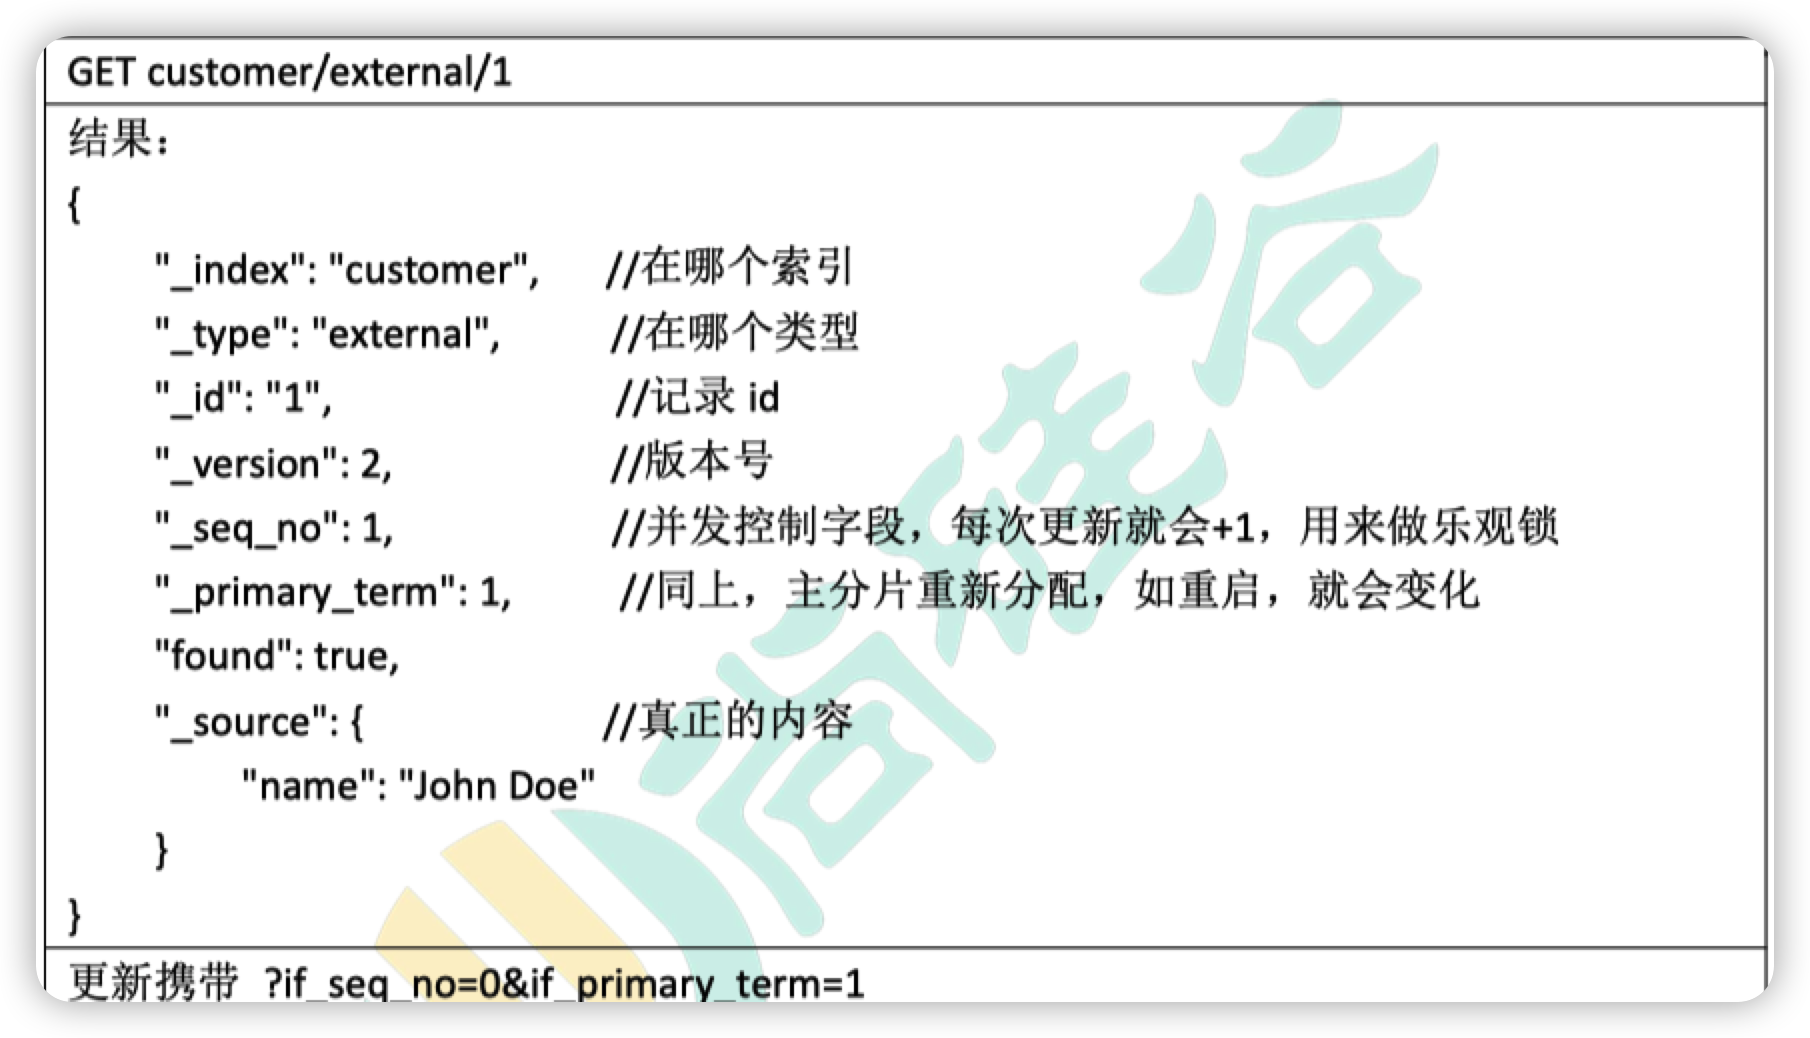 GET customer/external/1
结果：
{
"_index": "customer", //在哪个索引
"_type": "external", //在哪个类型
"_id": "1", //记录 id
"_version": 2, //版本号
"_seq_no": 1, //并发控制字段，每次更新就会+1，用来做乐观锁
"_primary_term": 1, //同上，主分片重新分配，如重启，就会变化
"found": true,
"_source": { //真正的内容
"name": "John Doe"
}
}
更新携带 ?if_seq_no=0&if_primary_term=1
尚硅谷